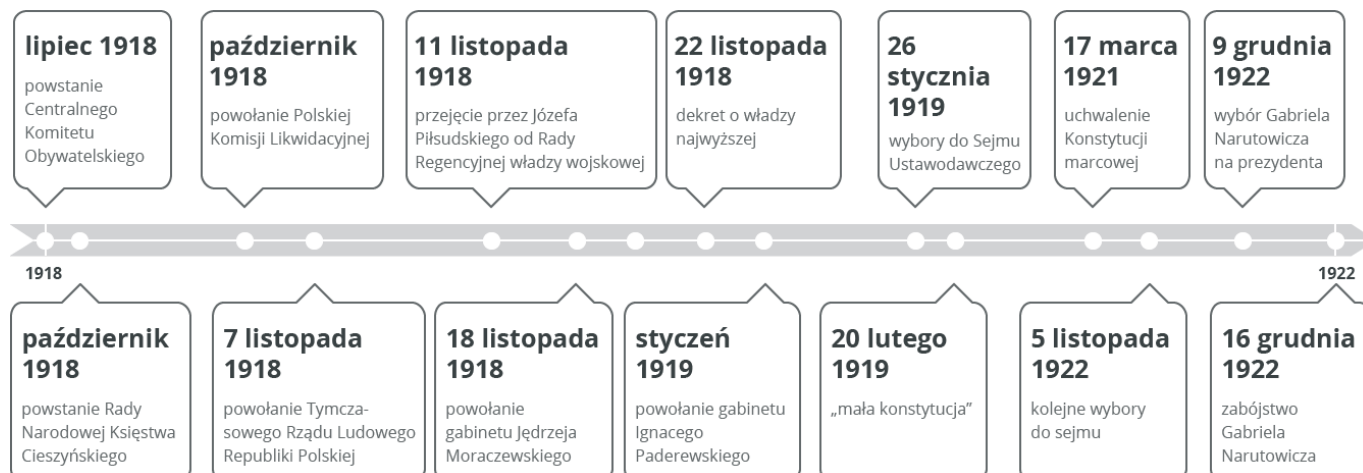 lipiec 1918
powstanie
Centralnego
Komitetu
Obywatelskiego
październik
1918
powołanie Polskiej
Komisji Likwidacyjnej
11 listopada
1918
przejęcie przez Józefa
Piłsudskiego od Rady
Regencyjnej władzy wojskowej
22 listopada
1918
dekret o władzy
najwyższej
26
stycznia
1919
wybory do Sejmu
Ustawodawczego
17 marca
1921
uchwalenie
Konstytucji
marcowej
9 grudnia
1922
wybór Gabriela
Narutowicza
na prezydenta
1918
1922
październik
1918
powstanie Rady
Narodowej Księstwa
Cieszyńskiego
7 listopada
1918
powołanie Tymcza-
sowego Rządu Ludowego
Republiki Polskiej
18 listopada
1918
powołanie
gabinetu Jędrzeja
Moraczewskiego
styczeń
1919
powołanie gabinetu
Ignacego
Paderewskiego
20 lutego
1919
„mała konstytucja”
5 listopada
1922
kolejne wybory
do sejmu
16 grudnia
1922
zabójstwo
Gabriela
Narutowicza